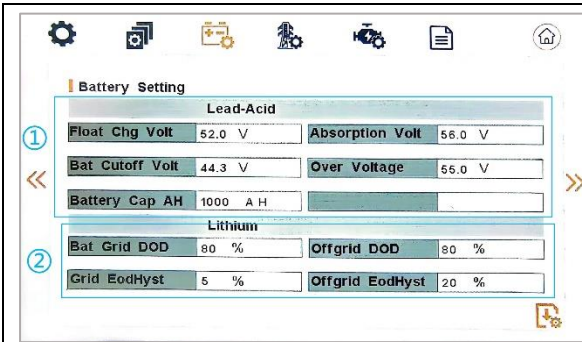 Battery Setting
Lead-Acid
①
Float Chg Volt 52.0 V Absorption Volt 56.0 V
Bat Cutoff Volt 44.3 V Over Voltage 55.0 V
Battery Cap AH 1000 A H
Lithium
②
Bat Grid DOD 80 % Offgrid DOD 80 %
Grid EodHyst 5 % Offgrid EodHyst 20 %